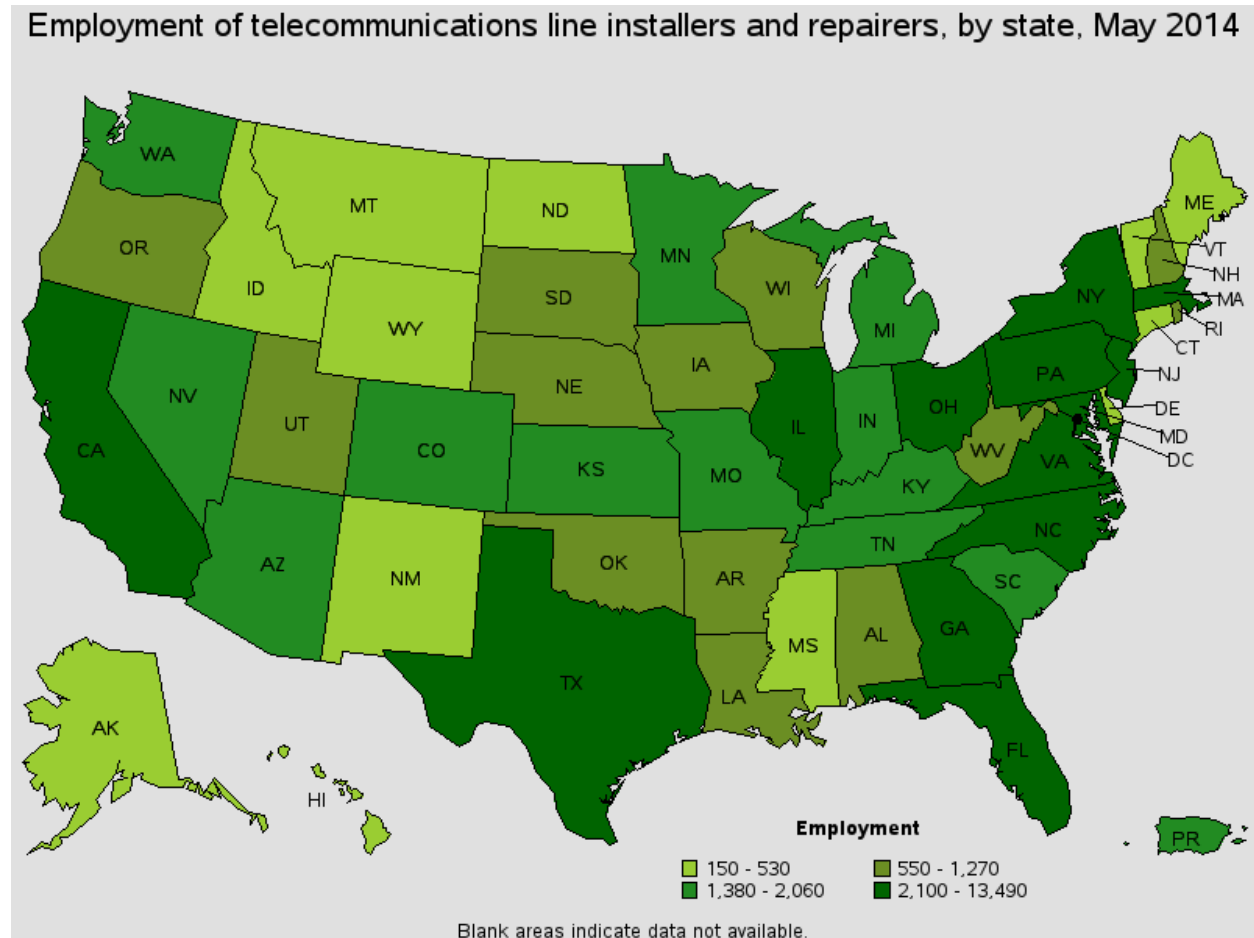 Employment of telecommunications line installers and repairers, by state, May 2014
WA
MT
ND
ME
OR
MN
VT
ID
SD
WI
NH
NY
MA
WY
MI
RI
CT
IA
NE
PA
NJ
NV
OH
DE
UT
IL
IN
MD
CA
CO
WV
VA
DC
KS
MO
KY
NC
TN
AZ
OK
NM
AR
SC
GA
MS
AL
TX
LA
AK
FL
HI
PR
Employment
150 - 530
550 - 1,270
1,380 - 2,060
2,100 - 13,490
Blank areas indicate data not available.